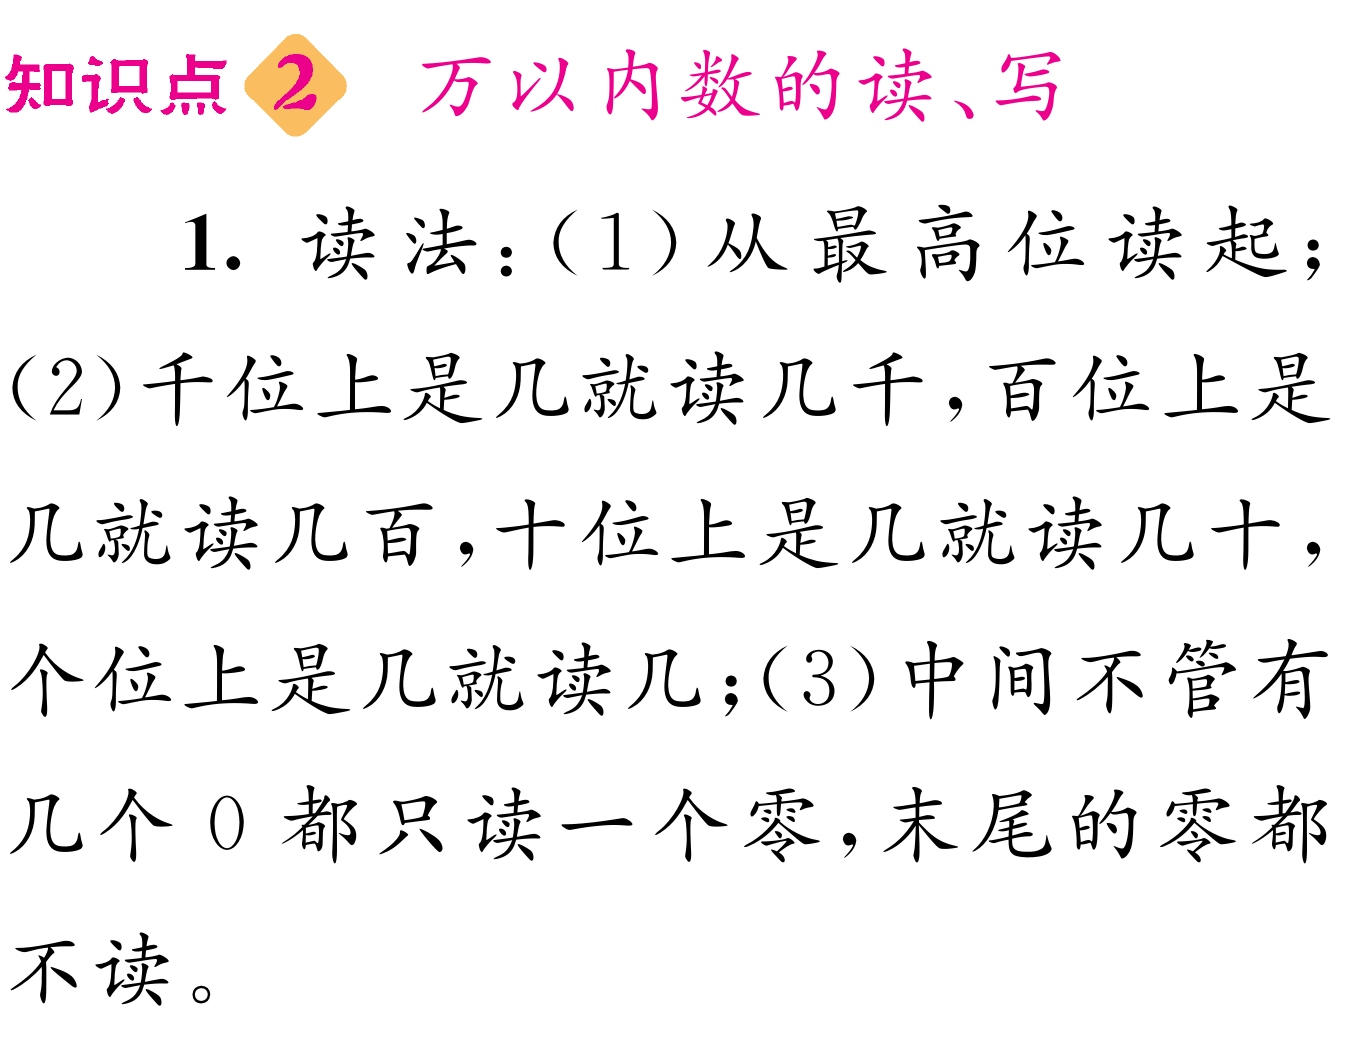 知识点2 万以内数的读、写
1. 读法:(1)从最高位读起;
(2)千位上是几就读几千,百位上是
几就读几百,十位上是几就读几十,
个位上是几就读几;(3)中间不管有
几个0都只读一个零,末尾的零都
不读。